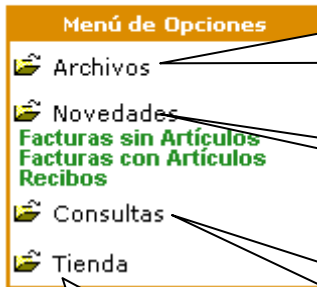 Menú de Opciones
Archivos
Novedades
Facturas sin Artículos
Facturas con Artículos
Recibos
Consultas
Tienda